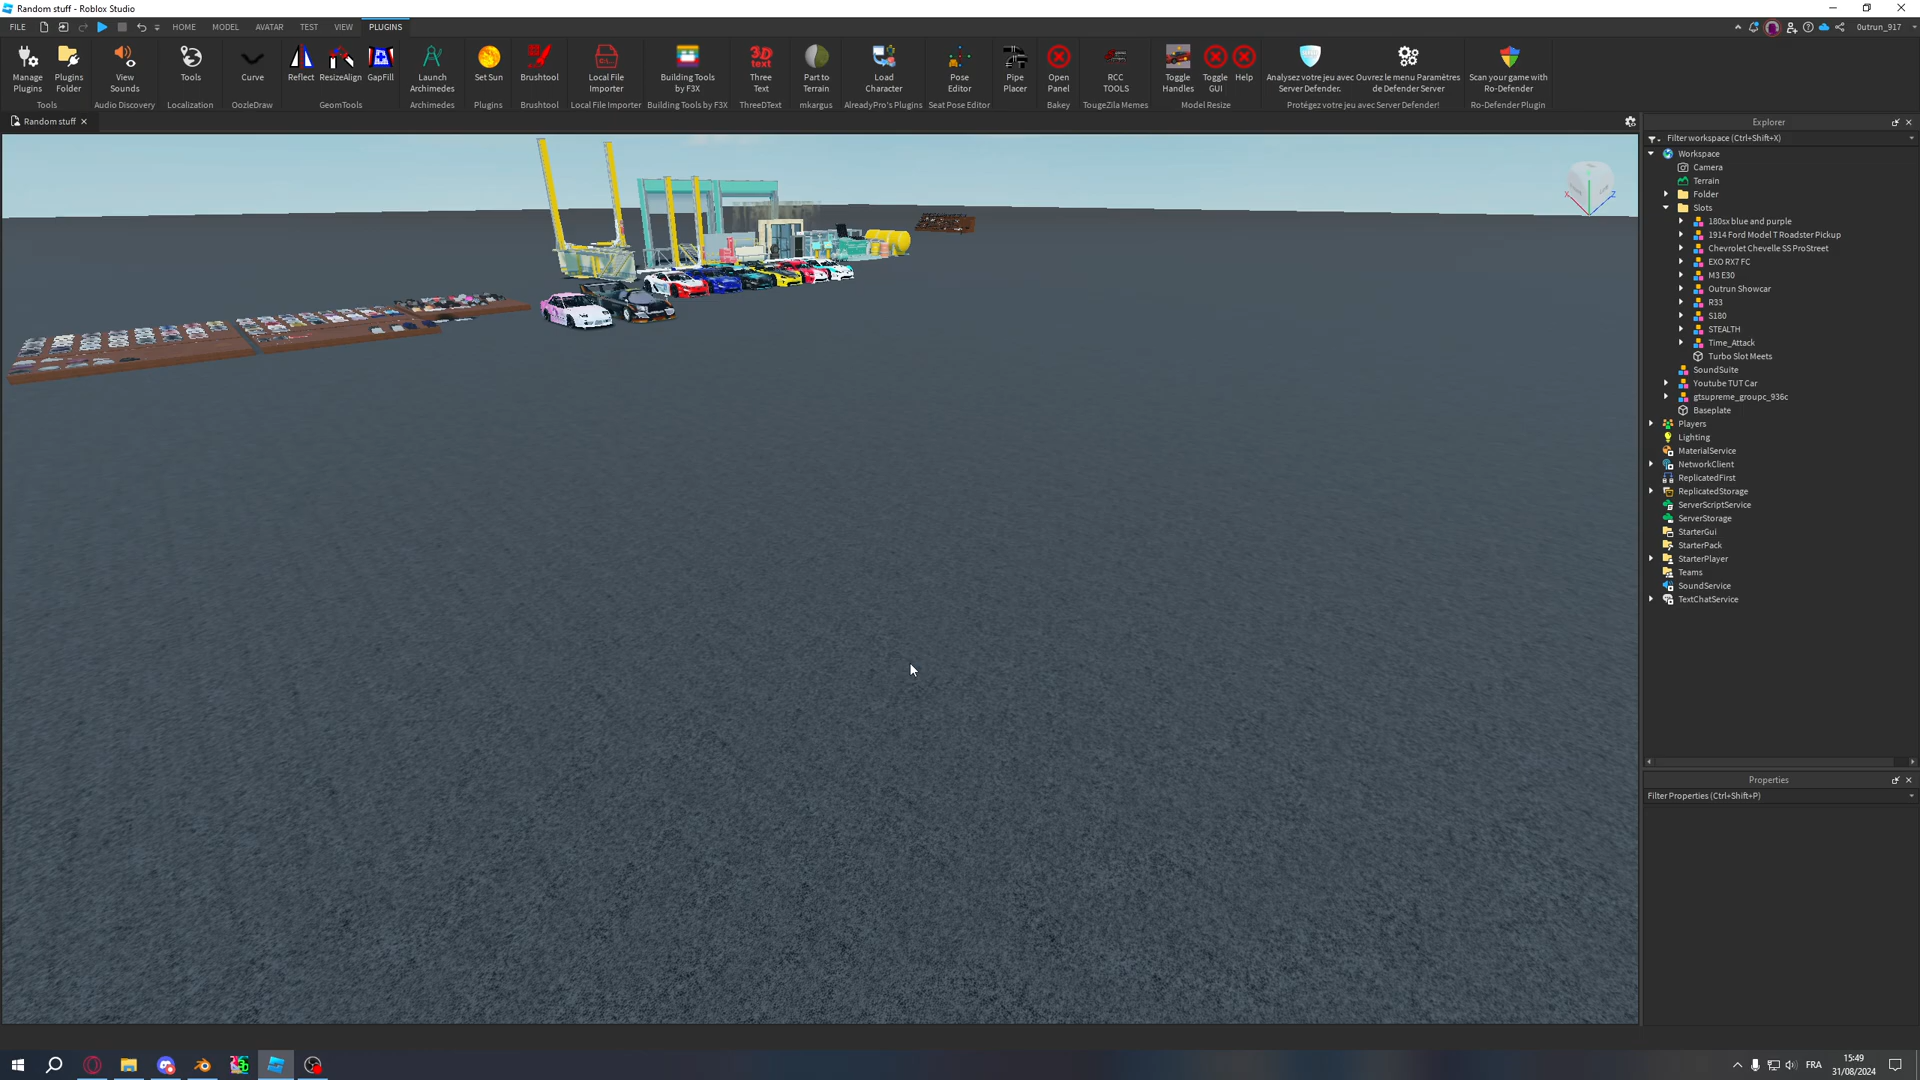 Random stuff - Roblox Studio
FILE HOME MODEL AVATAR TEST VIEW PLUGINS 0utrun_917
Manage Plugins
Plugins Folder
View Sounds
Tools
Curve
Reflect
ResizeAlign
GapFill
Launch Archimedes
Set Sun
Brushtool
Local File Importer
Building Tools by F3X
3D text
Three Text
Part to Terrain
Load Character
Pose Editor
Pipe Placer
Open Panel
RCC TOOLS
Toggle Handles
Toggle GUI
Help
Analysez votre jeu avec Server Defender.
Ouvrez le menu Paramètres de Defender Server
Scan your game with Ro-Defender
Tools Audio Discovery Localization OozleDraw GeomTools Archimedes Plugins Brushtool Local File Importer Building Tools by F3X ThreeDText mkargus AlreadyPro's Plugins Seat Pose Editor Bakey TougeZila Memes Model Resize Protégez votre jeu avec Server Defender! Ro-Defender Plugin
Random stuff
Explorer
Filter workspace (Ctrl+Shift+X)
Workspace
Camera
Terrain
Folder
Slots
180sx blue and purple
1914 Ford Model T Roadster Pickup
Chevrolet Chevelle SS ProStreet
EXO RX7 FC
M3 E30
Outrun Showcar
R33
S180
STEALTH
Time_Attack
Turbo Slot Meets
SoundSuite
Youtube TUT Car
gtsupreme_groupc_936c
Baseplate
Players
Lighting
MaterialService
NetworkClient
ReplicatedFirst
ReplicatedStorage
ServerScriptService
ServerStorage
StarterGui
StarterPack
StarterPlayer
Teams
SoundService
TextChatService
Properties
Filter Properties (Ctrl+Shift+P)
FRA
15:49
31/08/2024